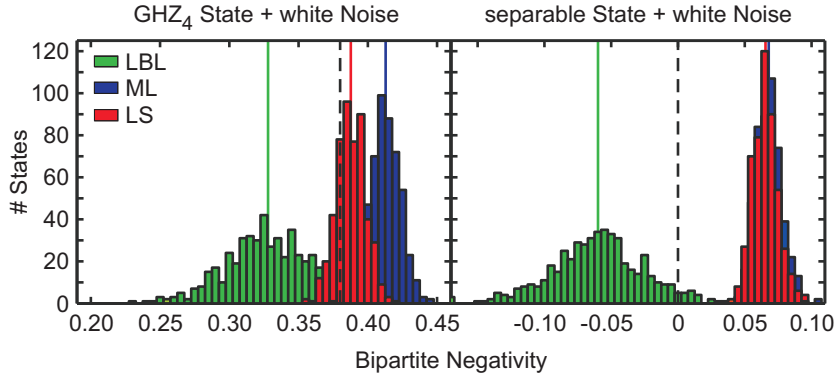 GHZ4 State + white Noise
separable State + white Noise
# States
120
100
80
60
40
20
0
LBL
ML
LS
0.20 0.25 0.30 0.35 0.40 0.45
-0.10 -0.05 0 0.05 0.10
Bipartite Negativity